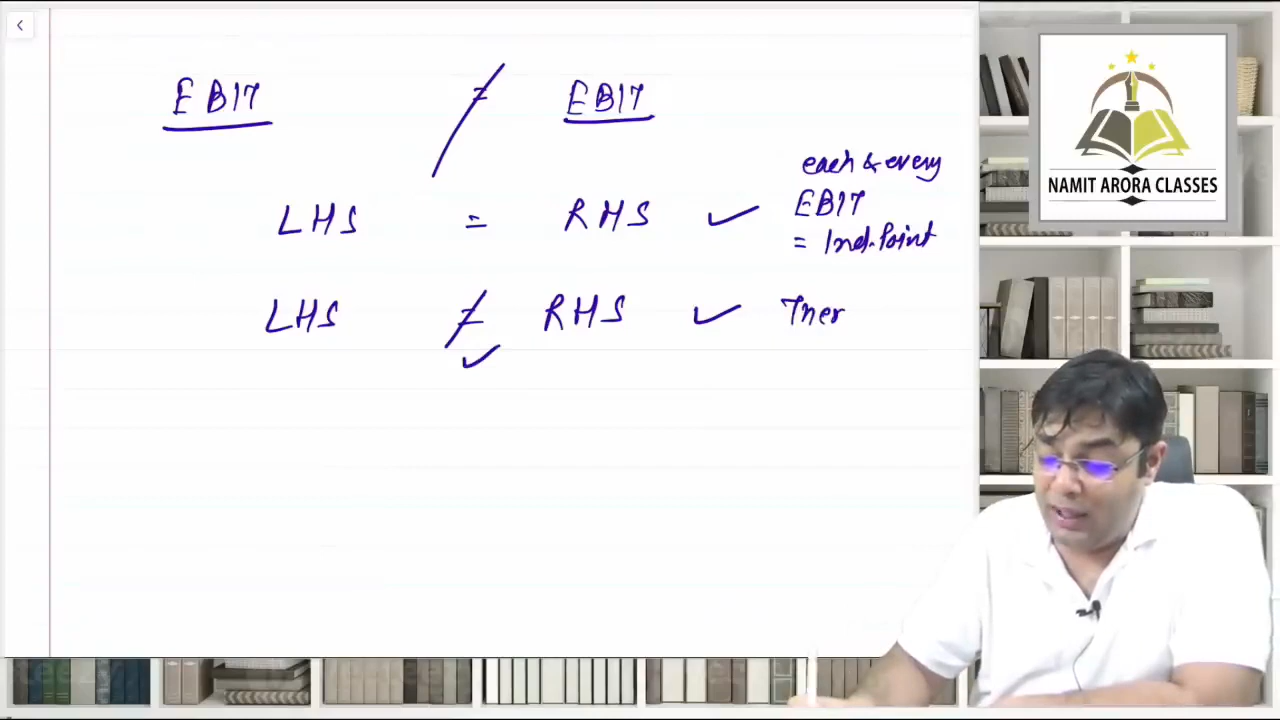 EBIT ≠ EBIT
each & every
LHS = RHS ✓ EBIT
= Ind. Point
LHS ≠ RHS ✓ Ther
✓
NAMIT ARORA CLASSES